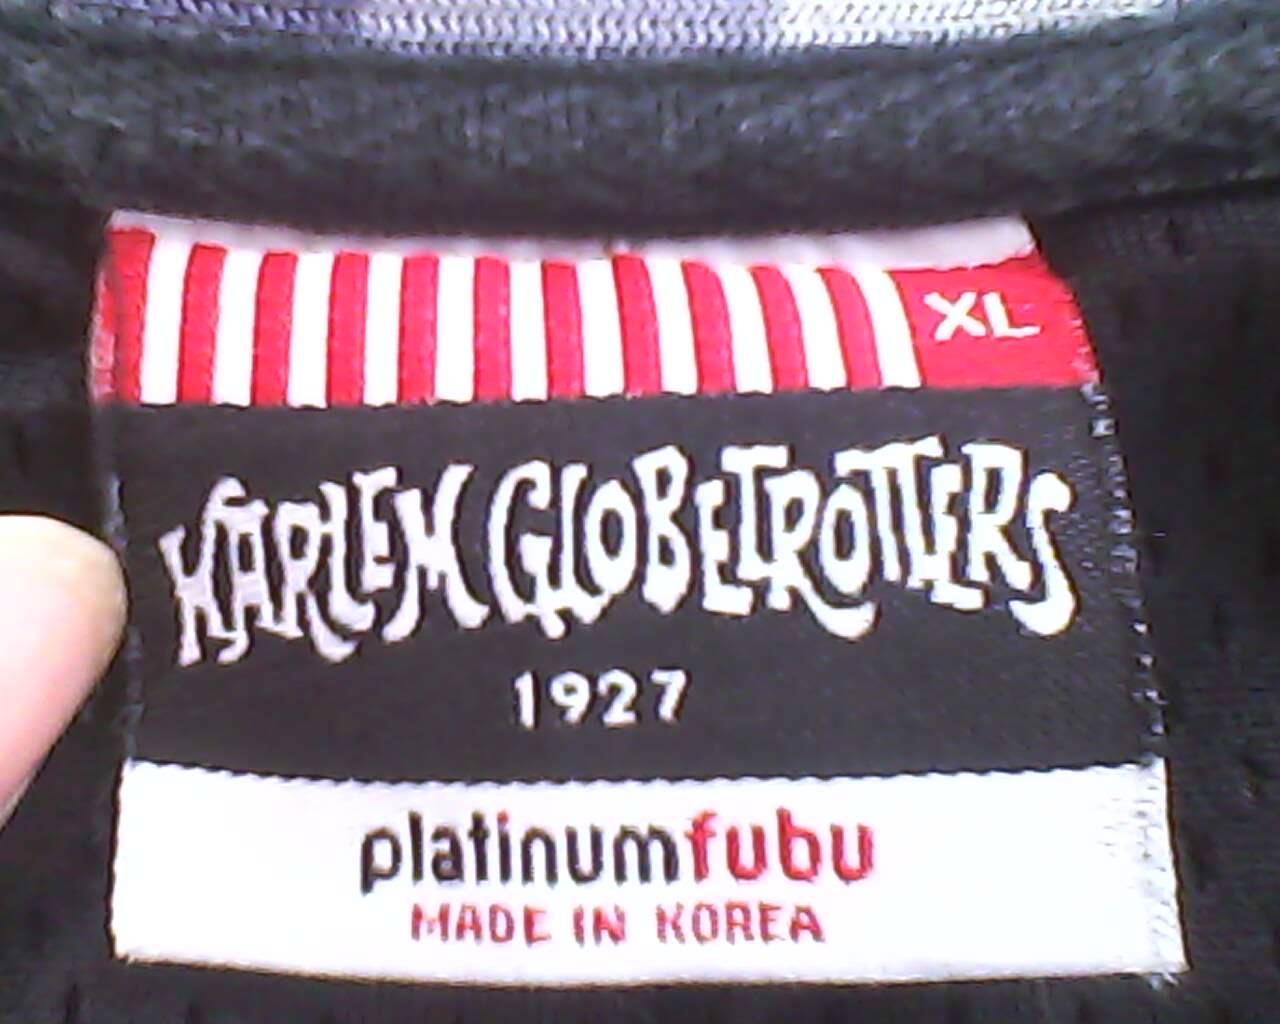 XL
HARLEM GLOBETROTTERS
1927
platinumfubu
MADE IN KOREA